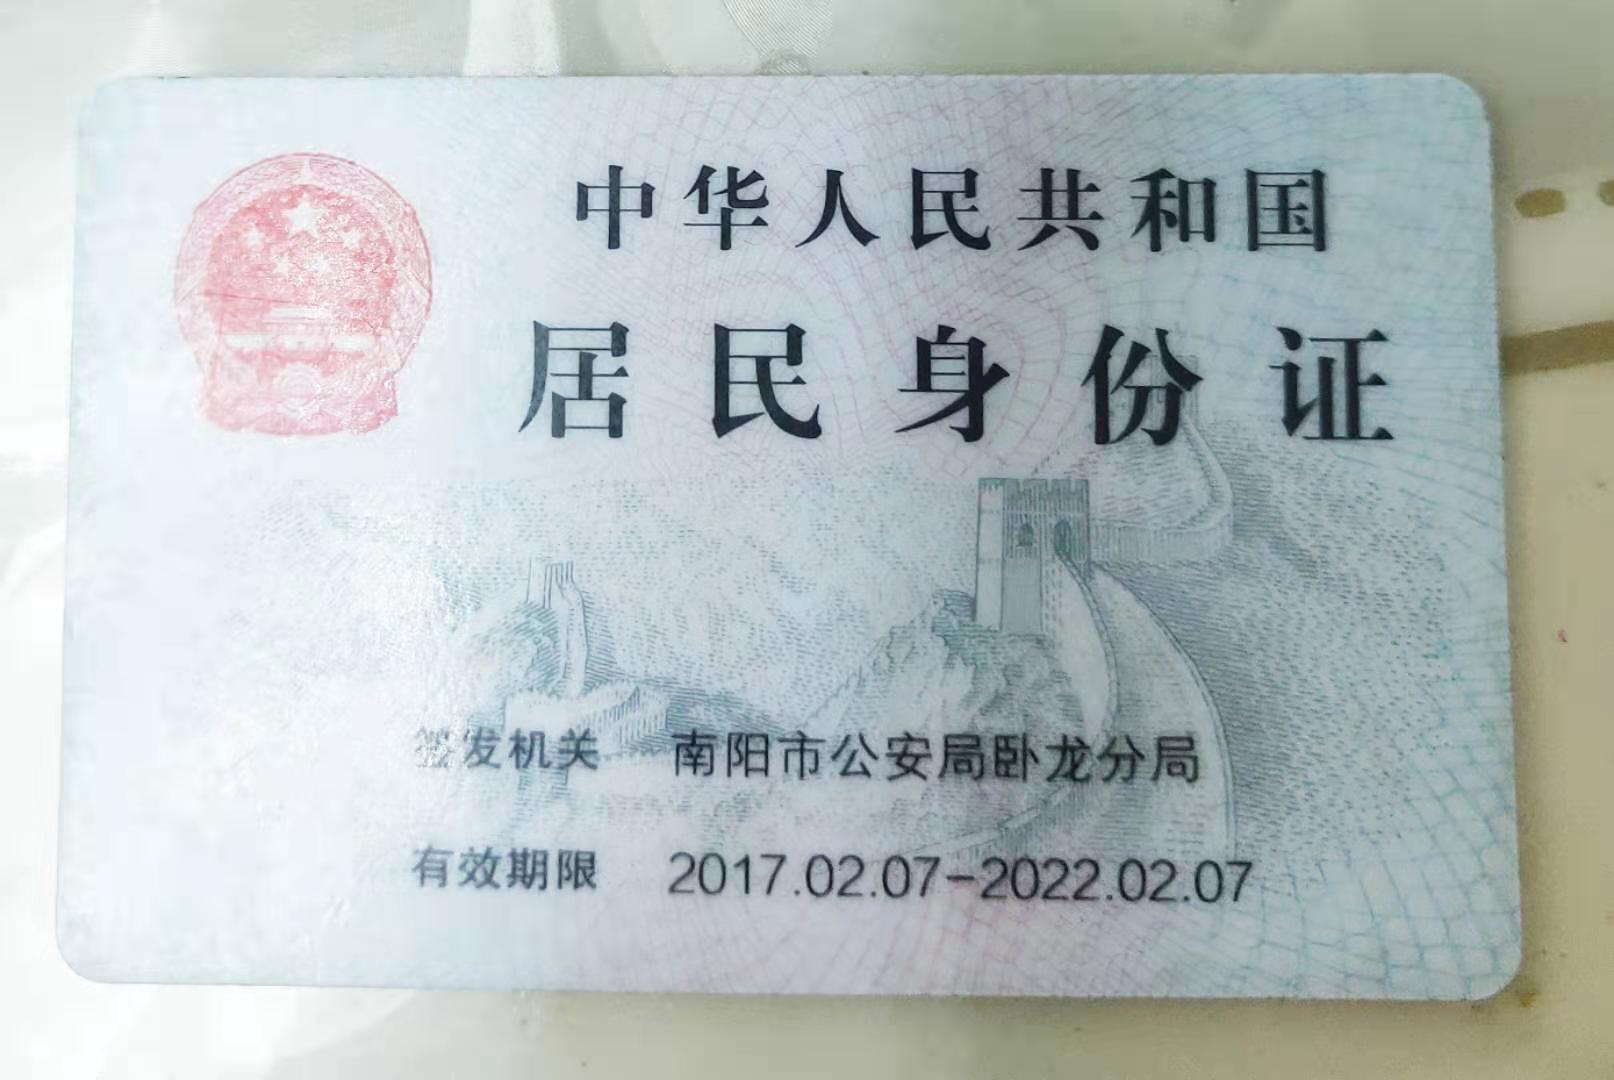 中华人民共和国
居民身份证
签发机关 南阳市公安局卧龙分局
有效期限 2017.02.07-2022.02.07